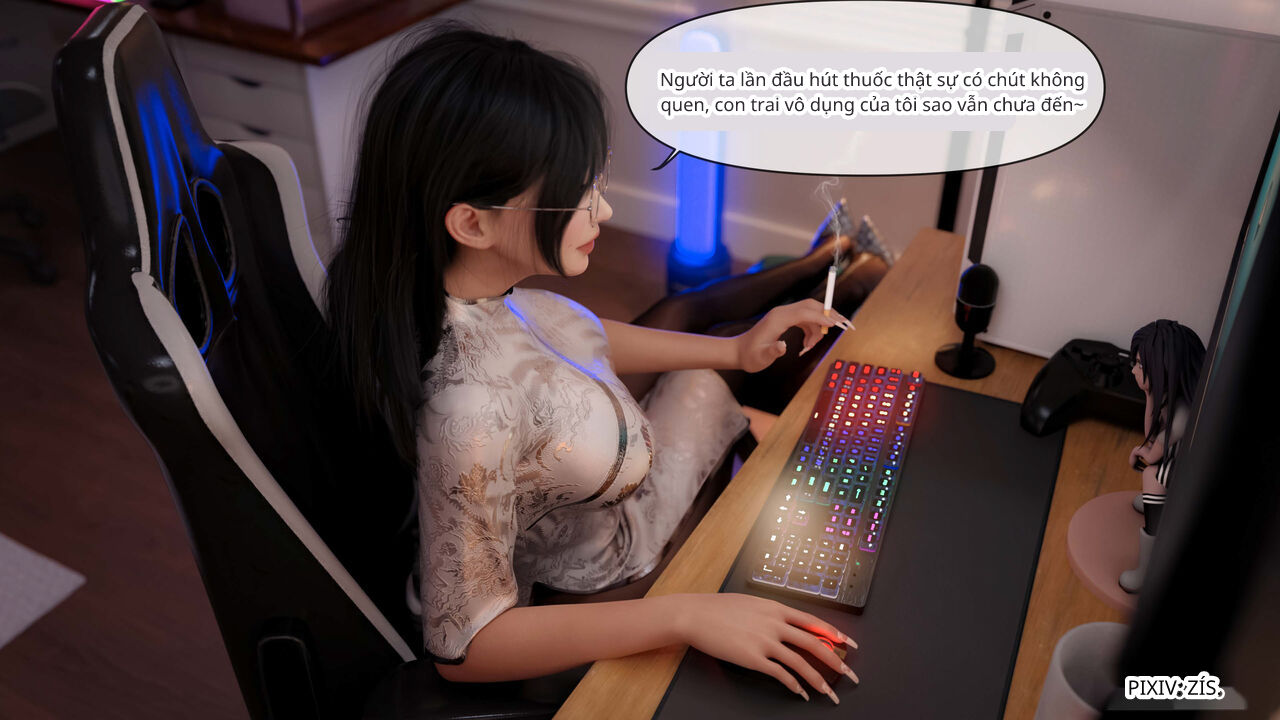 Người ta lần đầu hút thuốc thật sự có chút không
quen, con trai vô dụng của tôi sao vẫn chưa đến~
PIXIV: ZÍS.